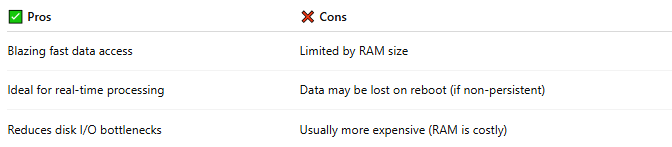 ✅ Pros ❌ Cons
Blazing fast data access Limited by RAM size
Ideal for real-time processing Data may be lost on reboot (if non-persistent)
Reduces disk I/O bottlenecks Usually more expensive (RAM is costly)